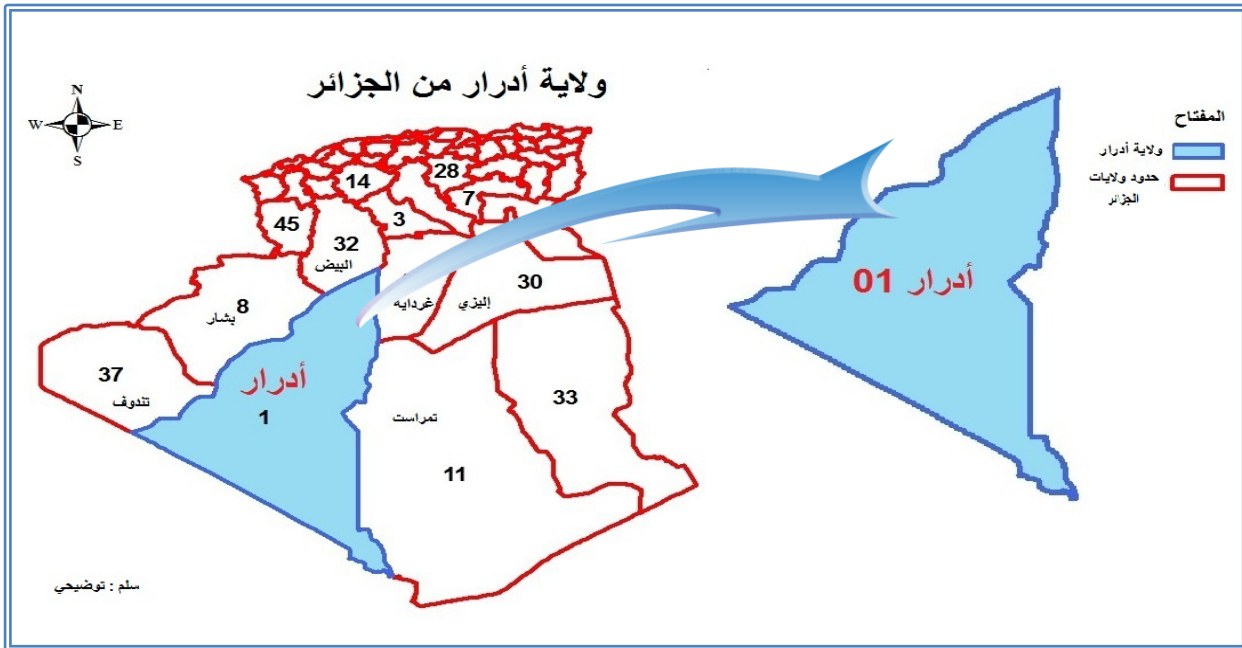 ولاية أدرار من الجزائر
N
W E
S
المفتاح
ولاية أدرار
حدود ولايات
الجزائر
14
28
7
3
45
32
البيض
8
بشار
غرداية
إليزي
30
37
تندوف
أدرار
1
تمراست
11
33
أدرار 01
سلم : توضيحي